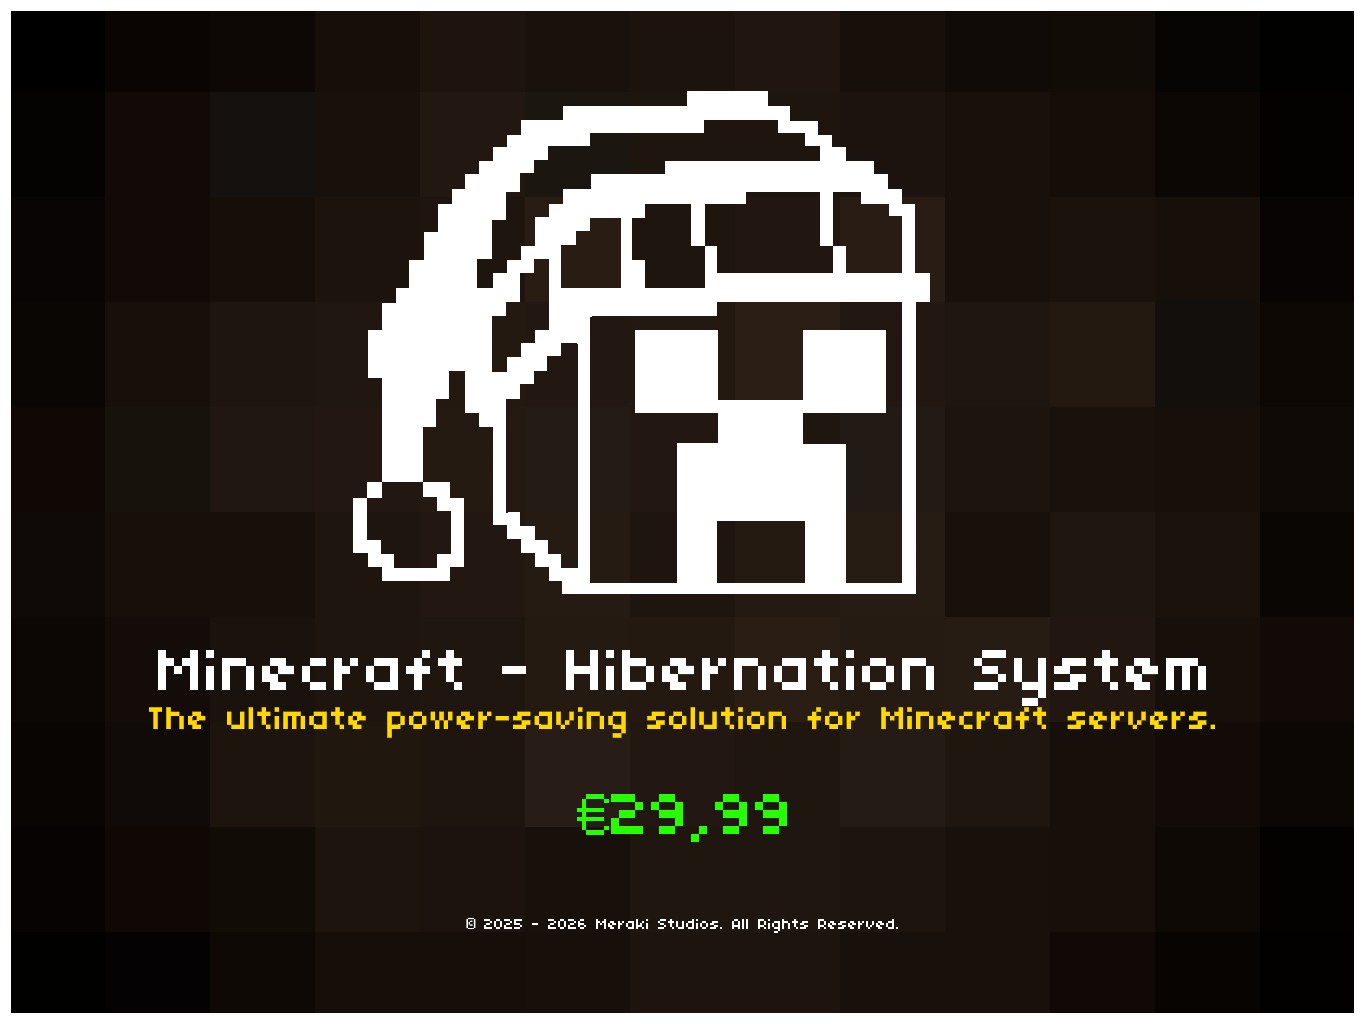 Minecraft - Hibernation System
The ultimate power-saving solution for Minecraft servers.
€29,99
© 2025 - 2026 Meraki Studios. All Rights Reserved.